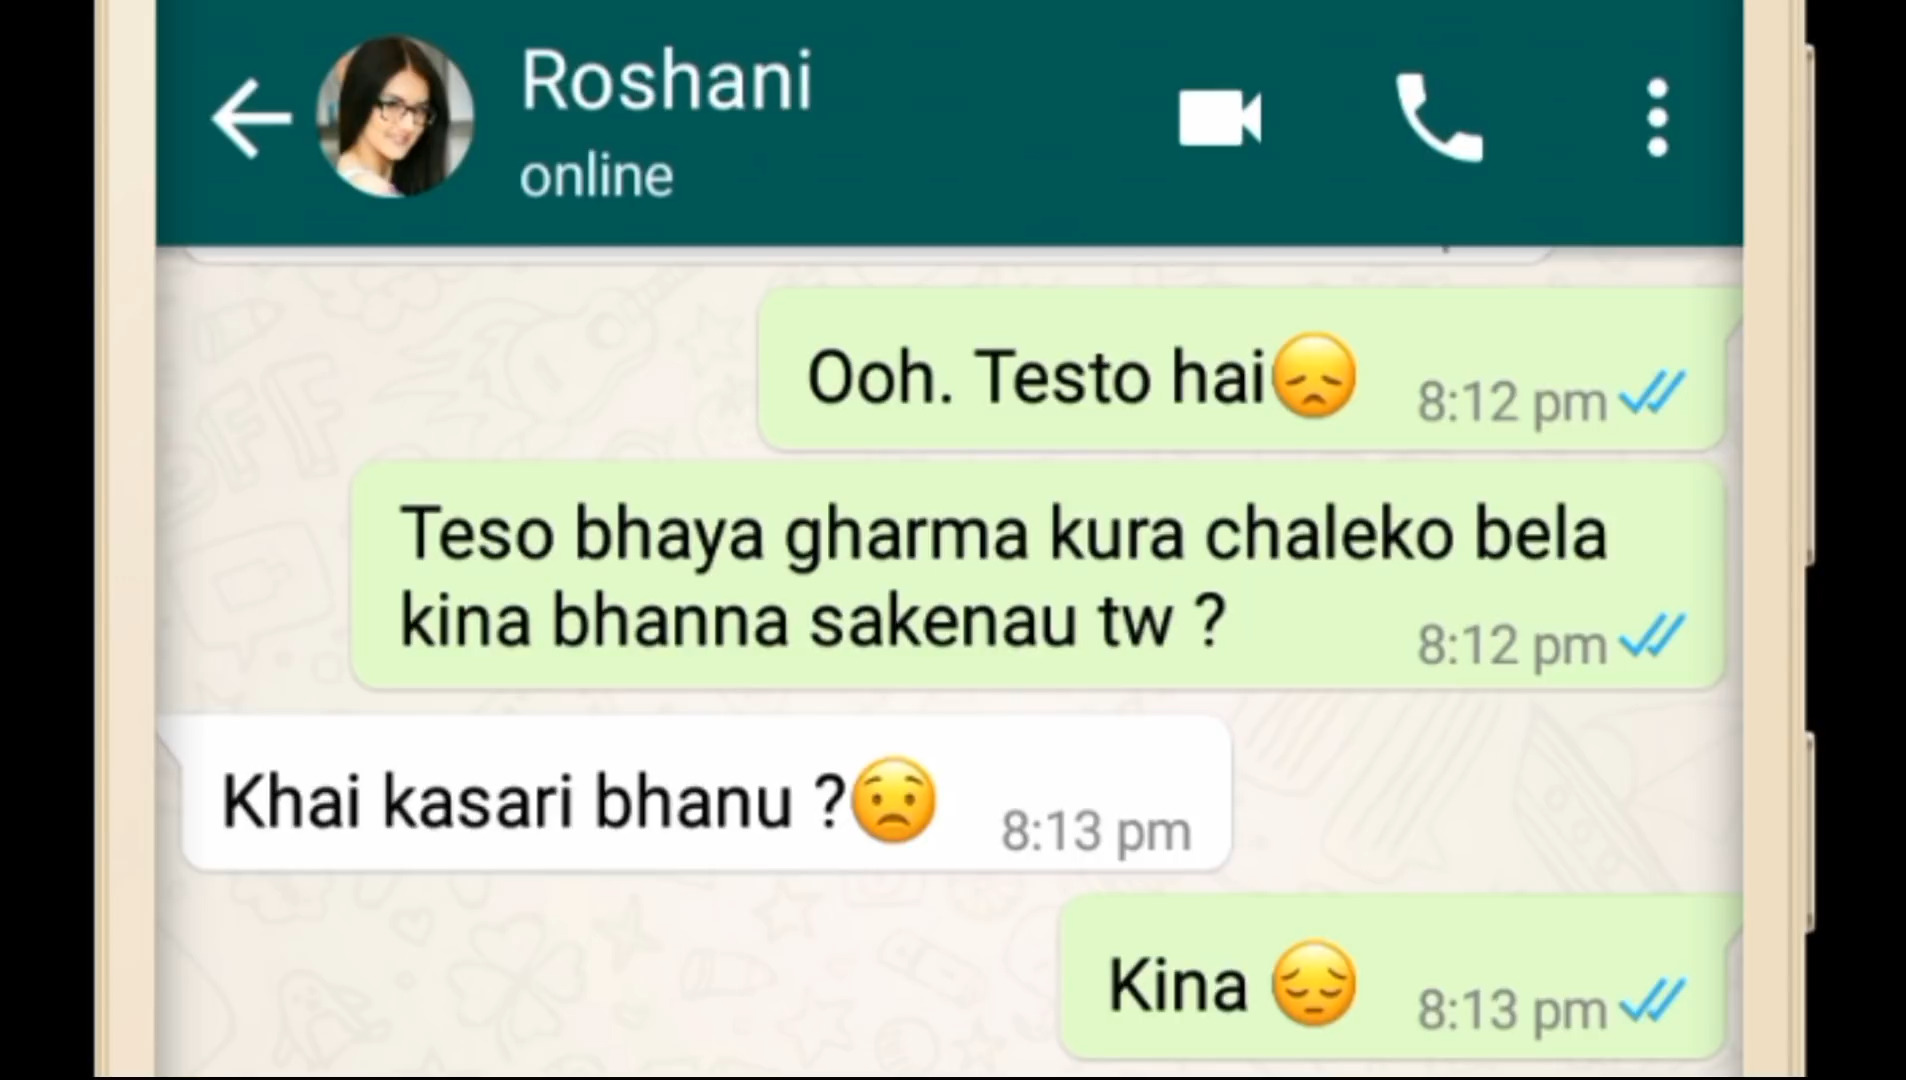 Roshani
online
Ooh. Testo hai😞
8:12 pm
Teso bhaya gharma kura chaleko bela
kina bhanna sakenau tw ?
8:12 pm
Khai kasari bhanu ?😟
8:13 pm
Kina 😔
8:13 pm